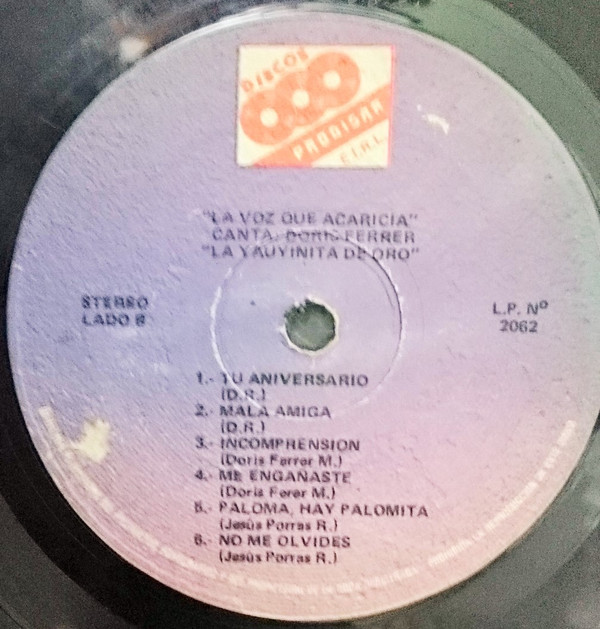 DISCOS
PRODISAR
E.I.R.L.
"LA VOZ QUE ACARICIA"
CANTA: DORIS FERRER
"LA YAUYINITA DE ORO"
STEREO
LADO B
L.P. Nº
2062
1.- TU ANIVERSARIO
(D.R.)
2.- MALA AMIGA
(D.R.)
3.- INCOMPRENSION
(Doris Ferrer M.)
4.- ME ENGAÑASTE
(Doris Ferer M.)
5.- PALOMA, HAY PALOMITA
(Jesús Porras R.)
6.- NO ME OLVIDES
(Jesús Porras R.)